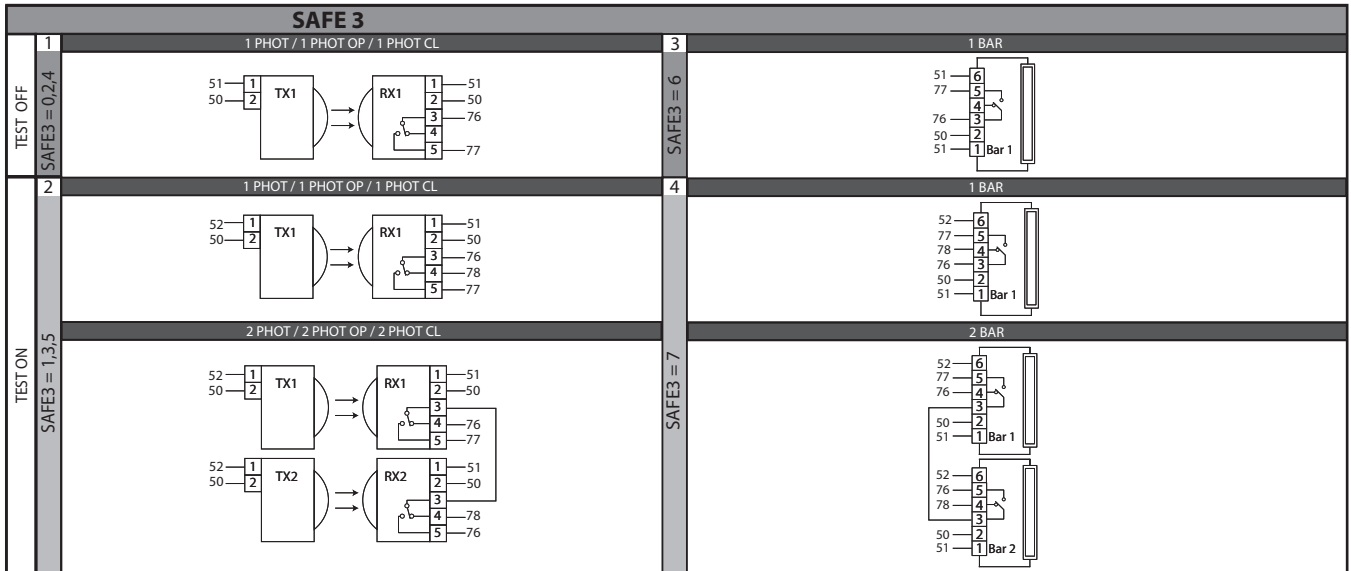 SAFE 3
TEST OFF
SAFE3 = 0,2,4
1
1 PHOT / 1 PHOT OP / 1 PHOT CL
51 1
50 2
TX1
RX1
1 51
2 50
3 76
4
5 77
SAFE3 = 6
3
1 BAR
51 6
77 5
4
76 3
50 2
51 1 Bar 1
TEST ON
SAFE3 = 1,3,5
2
1 PHOT / 1 PHOT OP / 1 PHOT CL
52 1
50 2
TX1
RX1
1 51
2 50
3 76
4 78
5 77
2 PHOT / 2 PHOT OP / 2 PHOT CL
52 1
50 2
TX1
RX1
1 51
2 50
3
4 76
5 77
52 1
50 2
TX2
RX2
1 51
2 50
3
4 78
5 76
SAFE3 = 7
4
1 BAR
52 6
77 5
78 4
76 3
50 2
51 1 Bar 1
2 BAR
52 6
77 5
76 4
3
50 2
51 1 Bar 1
52 6
76 5
78 4
3
50 2
51 1 Bar 2